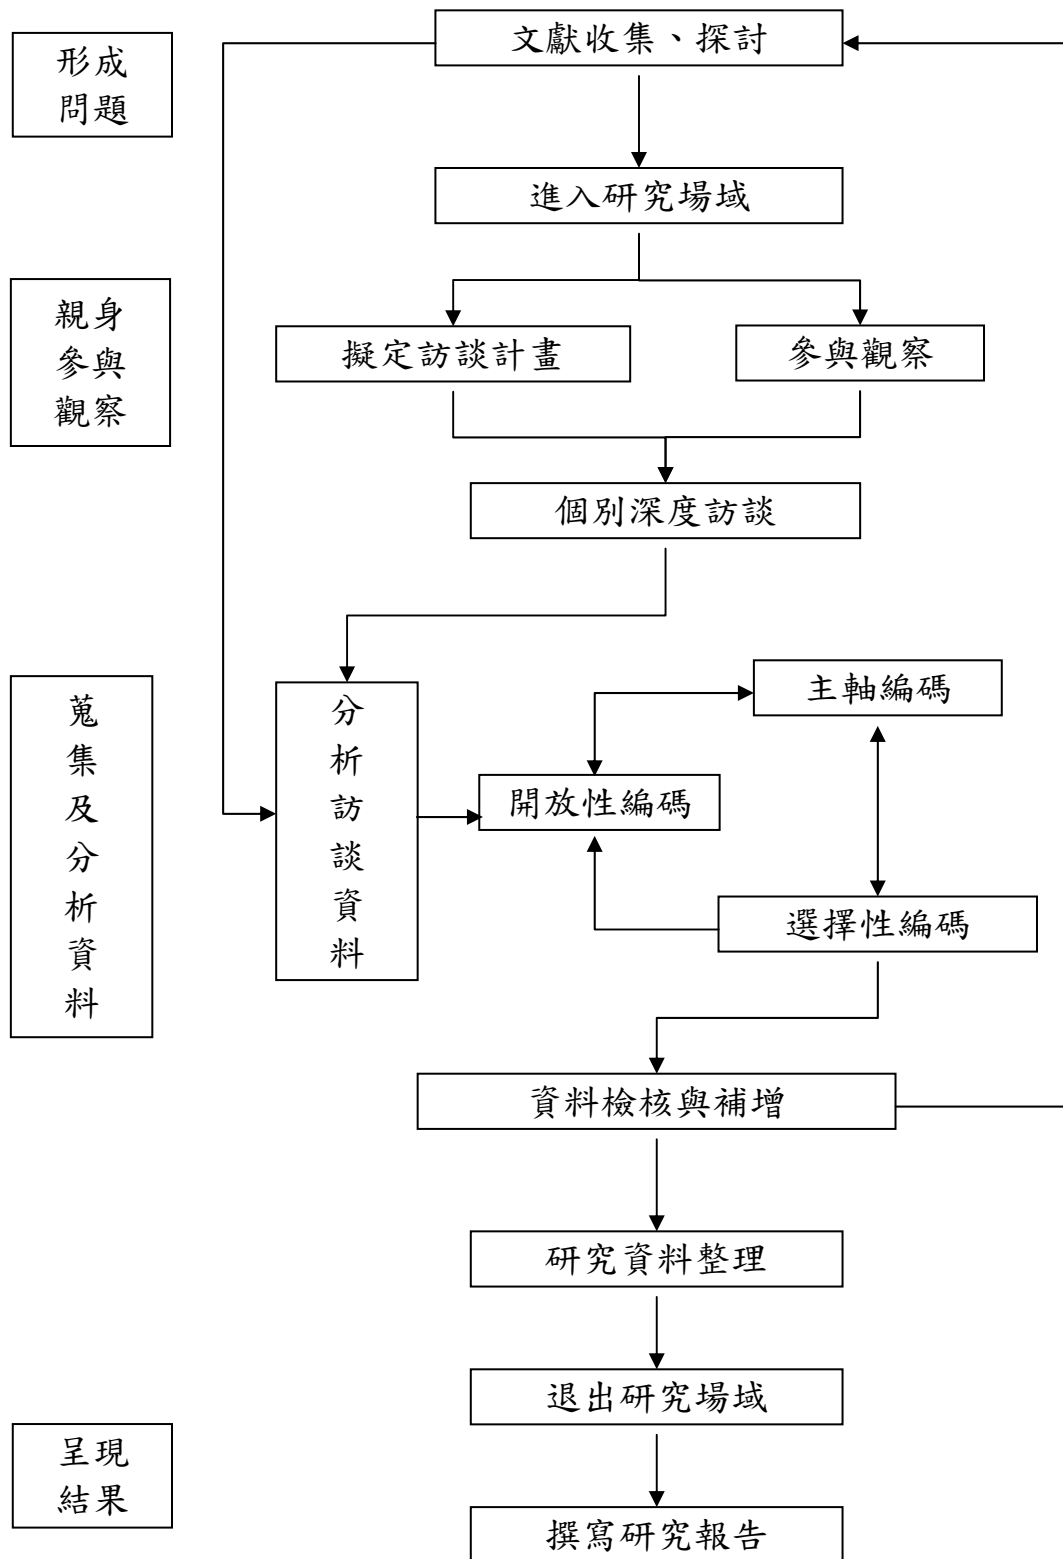 文獻收集、探討
形成
問題
進入研究場域
親身
參與
觀察
擬定訪談計畫
參與觀察
個別深度訪談
蒐
集
及
分
析
資
料
分
析
訪
談
資
料
主軸編碼
開放性編碼
選擇性編碼
資料檢核與補增
研究資料整理
退出研究場域
呈現
結果
撰寫研究報告